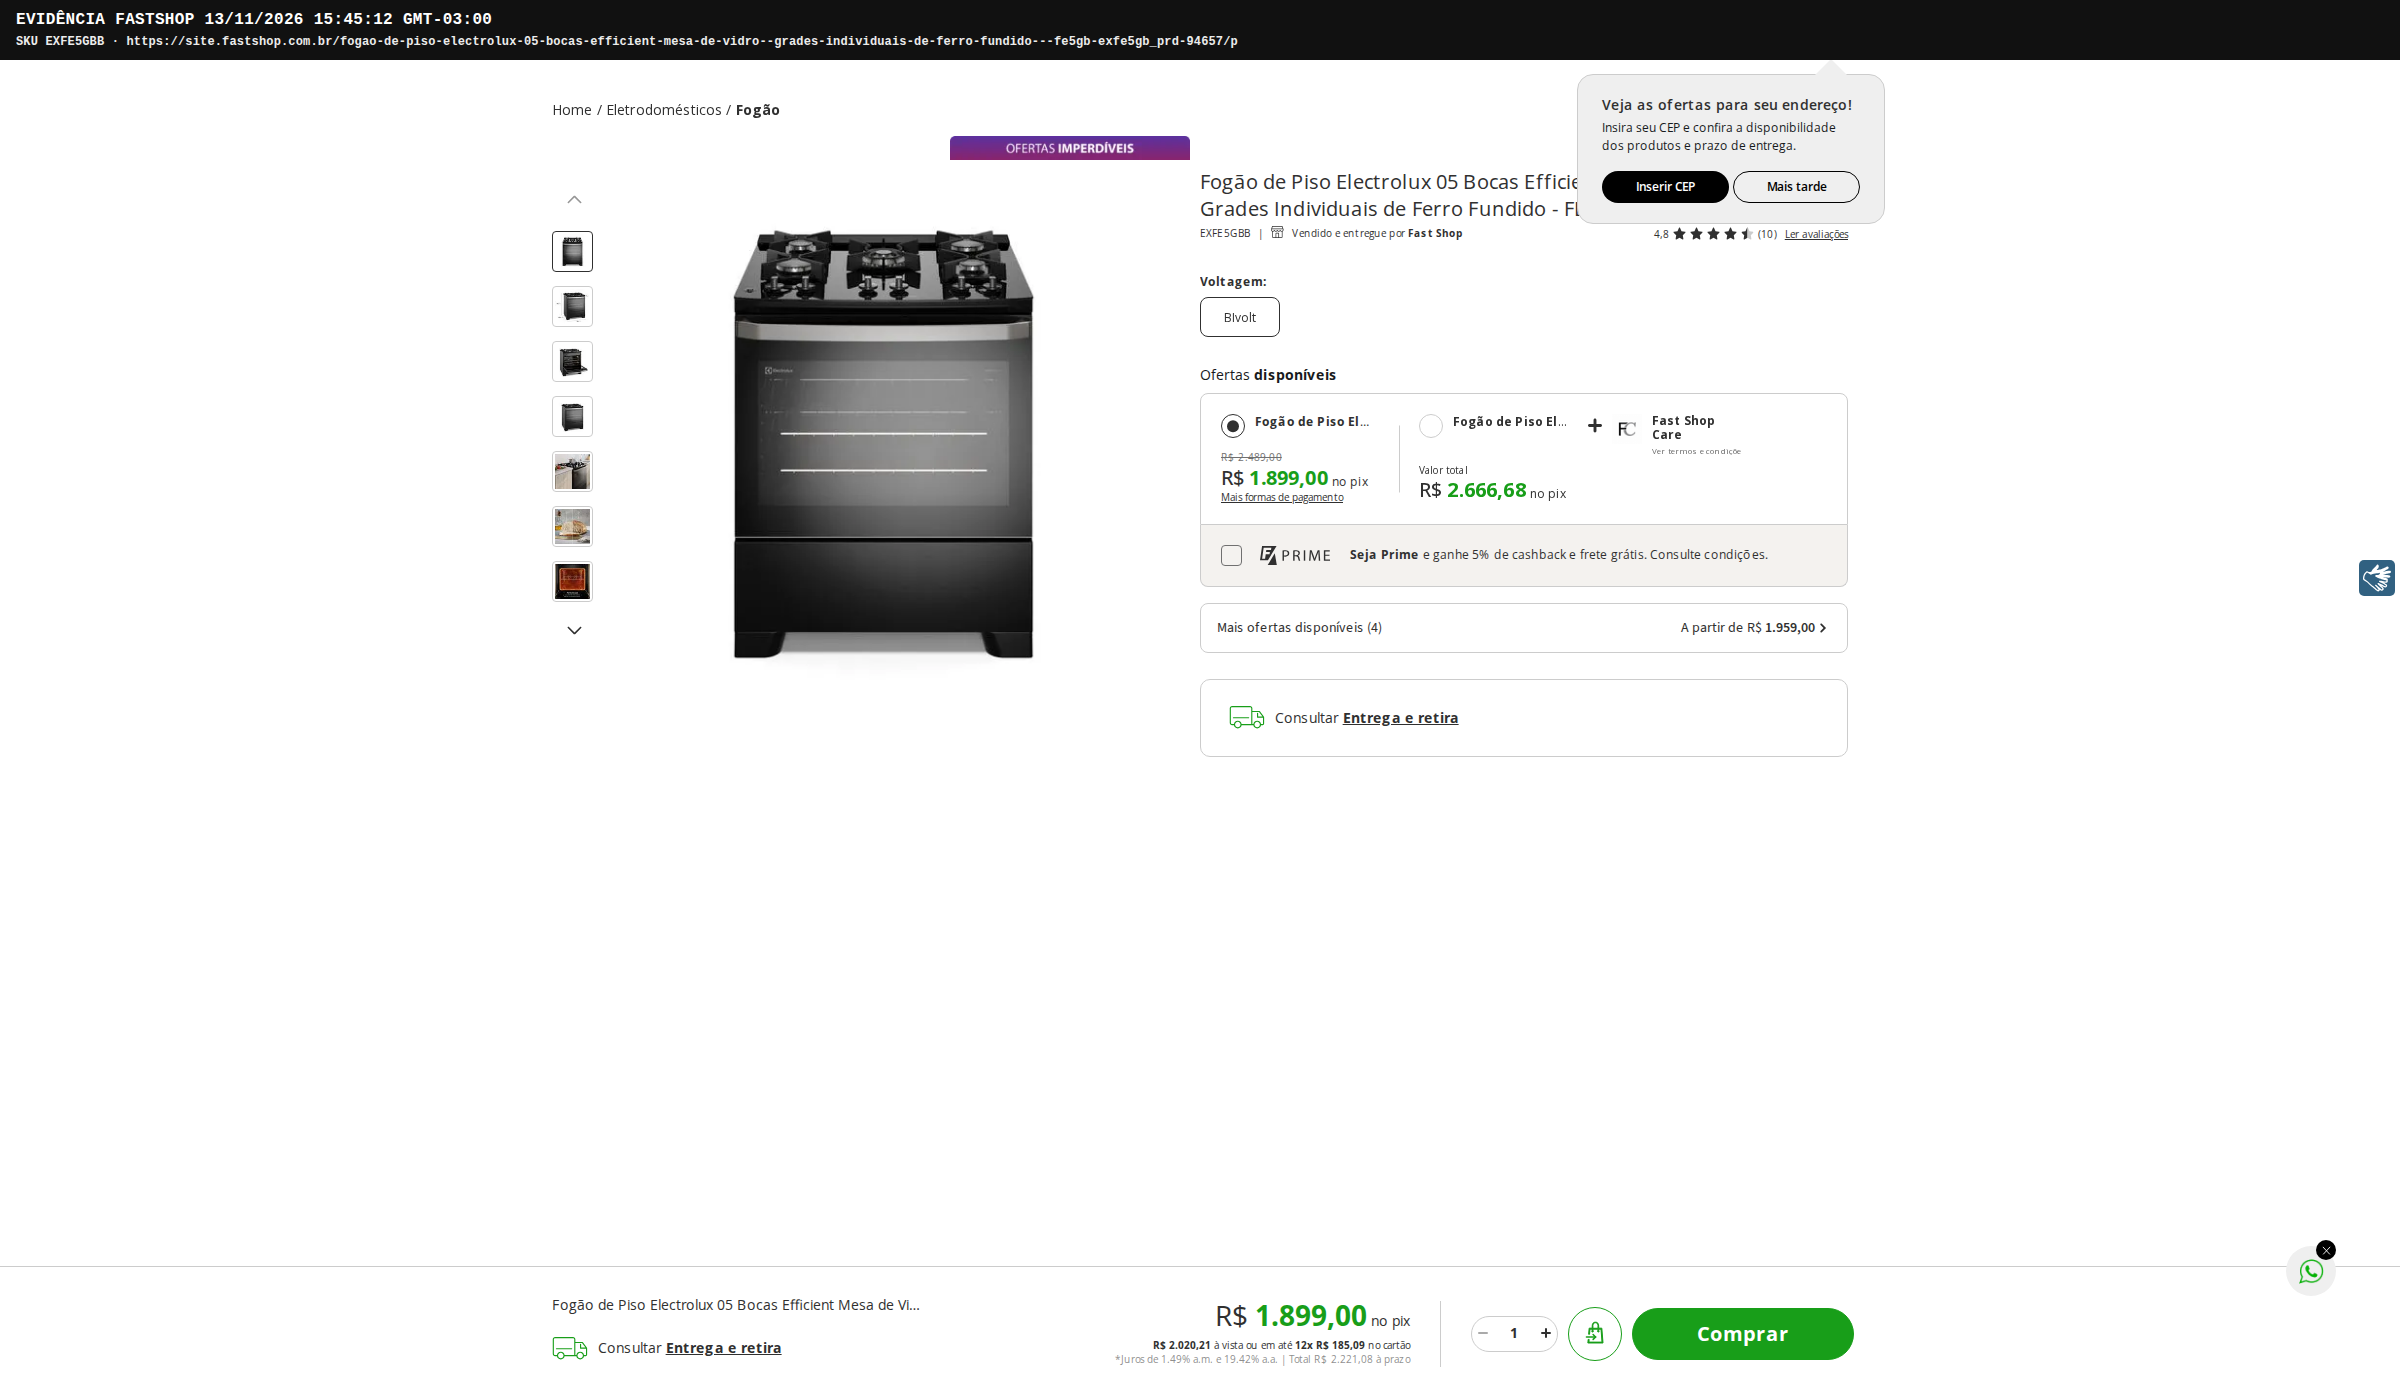 EVIDÊNCIA FASTSHOP 13/11/2026 15:45:12 GMT-03:00
SKU EXFE5GBB · https://site.fastshop.com.br/fogao-de-piso-electrolux-05-bocas-efficient-mesa-de-vidro--grades-individuais-de-ferro-fundido---fe5gb-exfe5gb_prd-94657/p
Veja as ofertas para seu endereço!
Insira seu CEP e confira a disponibilidade
dos produtos e prazo de entrega.
Inserir CEP
Mais tarde
Home / Eletrodomésticos / Fogão
OFERTAS IMPERDÍVEIS
Fogão de Piso Electrolux 05 Bocas Efficie
Grades Individuais de Ferro Fundido - F
EXFE5GBB | Vendido e entregue por Fast Shop
4,8 (10) Ler avaliações
Voltagem:
BIvolt
Ofertas disponíveis
Fogão de Piso El...
R$ 2.489,00
R$ 1.899,00 no pix
Mais formas de pagamento
Fogão de Piso El...
+
FC
Fast Shop
Care
Ver termos e condiçõe
Valor total
R$ 2.666,68 no pix
PRIME
Seja Prime e ganhe 5% de cashback e frete grátis. Consulte condições.
Mais ofertas disponíveis (4)
A partir de R$ 1.959,00
Consultar Entrega e retira
Electrolux
Fogão de Piso Electrolux 05 Bocas Efficient Mesa de Vi...
Consultar Entrega e retira
R$ 1.899,00 no pix
R$ 2.020,21 à vista ou em até 12x R$ 185,09 no cartão
*Juros de 1.49% a.m. e 19.42% a.a. | Total R$ 2.221,08 à prazo
− 1 +
Comprar